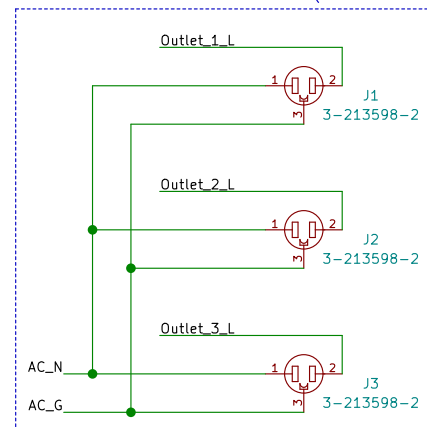 Outlet_1_L
1
2
J1
3-213598-2
3
Outlet_2_L
1
2
J2
3-213598-2
3
Outlet_3_L
AC_N
1
2
J3
3-213598-2
3
AC_G